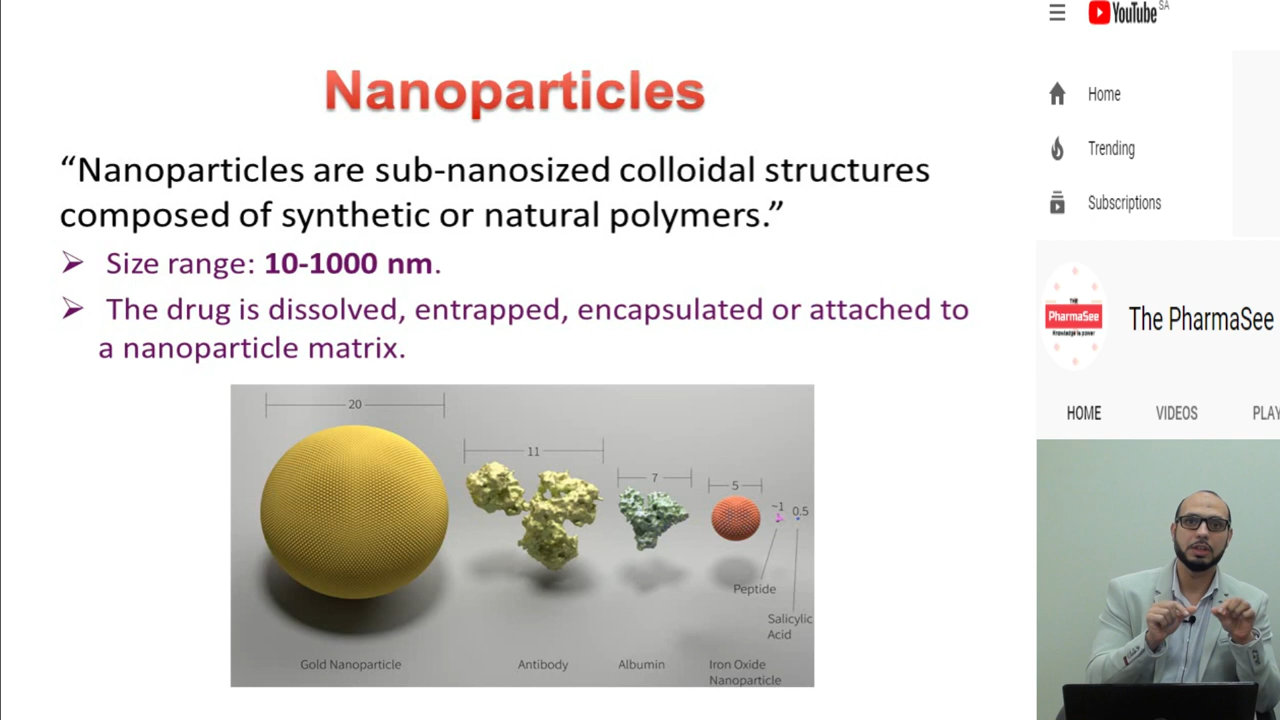 Nanoparticles
“Nanoparticles are sub-nanosized colloidal structures
composed of synthetic or natural polymers.”
➢ Size range: 10-1000 nm.
➢ The drug is dissolved, entrapped, encapsulated or attached to
a nanoparticle matrix.
20
11
7
5
~1
0.5
Peptide
Salicylic
Acid
Gold Nanoparticle
Antibody
Albumin
Iron Oxide
Nanoparticle
YouTube SA
Home
Trending
Subscriptions
THE
PharmaSee
Knowledge is power
The PharmaSee
HOME VIDEOS PLAY